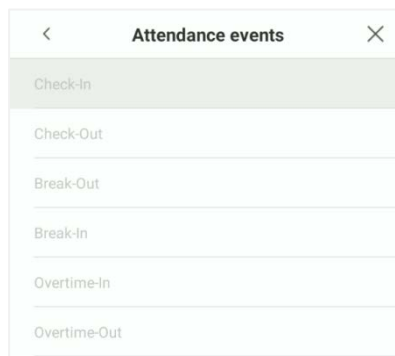 Attendance events
Check-In
Check-Out
Break-Out
Break-In
Overtime-In
Overtime-Out